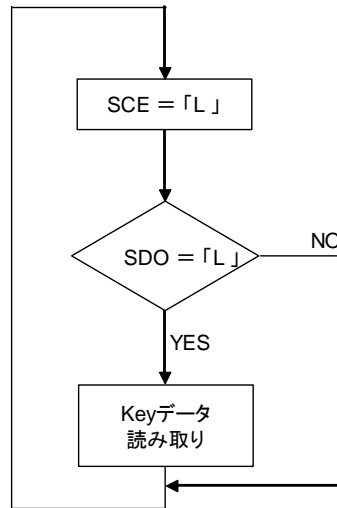 SCE = 「L」
SDO = 「L」
NO
YES
Keyデータ
読み取り